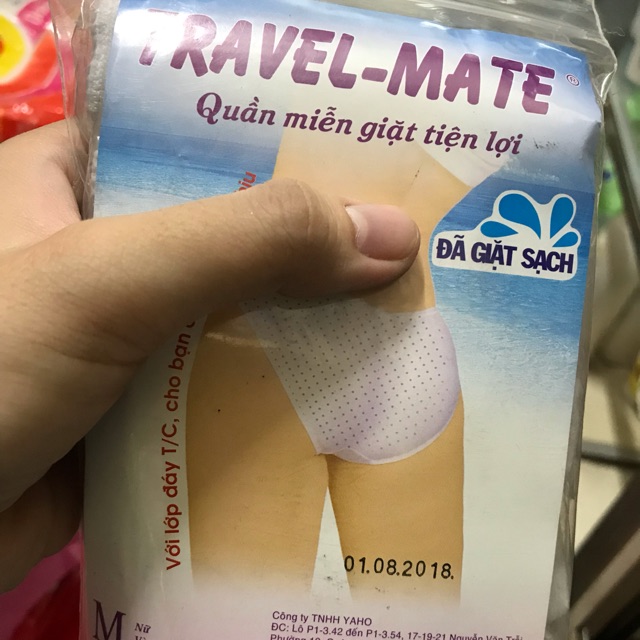 TRAVEL-MATE®
Quần miễn giặt tiện lợi
ĐÃ GIẶT SẠCH
Với lớp đáy T/C, cho bạn
01.08.2018.
M
Nữ
Công ty TNHH YAHO
ĐC: Lô P1-3.42 đến P1-3.54, 17-19-21 Nguyễn Văn Trỗi